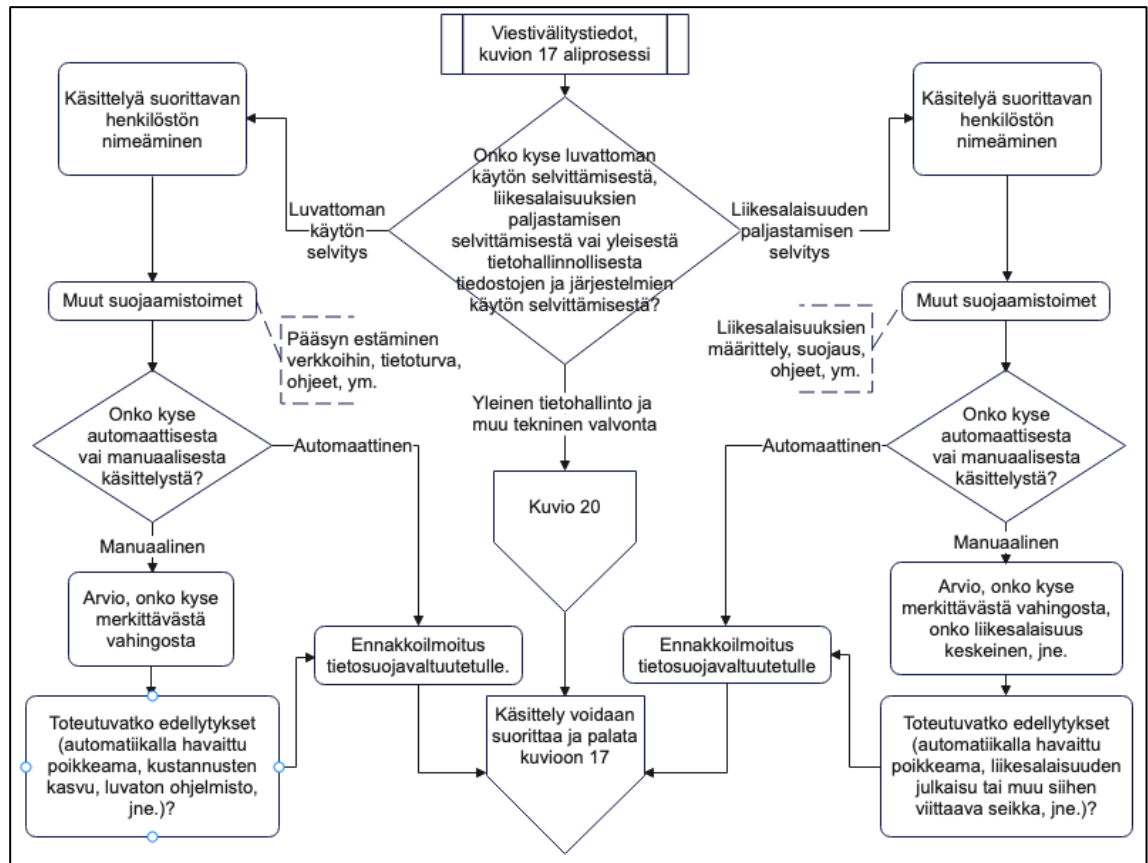 Viestivälitystiedot,
kuvion 17 aliprosessi
Käsittelyä suorittavan
henkilöstön
nimeäminen
Käsitelyä suorittavan
henkilöstön
nimeäminen
Onko kyse luvattoman
käytön selvittämisestä,
liikesalaisuuksien
paljastamisen
selvittämisestä vai yleisestä
tietohallinnollisesta
tiedostojen ja järjestelmien
käytön selvittämisestä?
Luvattoman
käytön
selvitys
Liikesalaisuuden
paljastamisen
selvitys
Muut suojaamistoimet
Pääsyn estäminen
verkkoihin, tietoturva,
ohjeet, ym.
Muut suojaamistoimet
Liikesalaisuuksien
määrittely, suojaus,
ohjeet, ym.
Yleinen tietohallinto ja
muu tekninen valvonta
Onko kyse
automaattisesta
vai manuaalisesta
käsittelystä?
Automaattinen
Automaattinen
Onko kyse
automaattisesta
vai manuaalisesta
käsittelystä?
Kuvio 20
Manuaalinen
Manuaalinen
Arvio, onko kyse
merkittävästä
vahingosta
Arvio, onko kyse
merkittävästä vahingosta,
onko liikesalaisuus
keskeinen, jne.
Ennakkoilmoitus
tietosuojavaltuutetulle.
Ennakkoilmoitus
tietosuojavaltuutetulle
Toteutuvatko edellytykset
(automatiikalla havaittu
poikkeama, kustannusten
kasvu, luvaton ohjelmisto,
jne.)?
Käsittely voidaan
suorittaa ja palata
kuvioon 17
Toteutuvatko edellytykset
(automatiikalla havaittu
poikkeama, liikesalaisuuden
julkaisu tai muu siihen
viittaava seikka, jne.)?